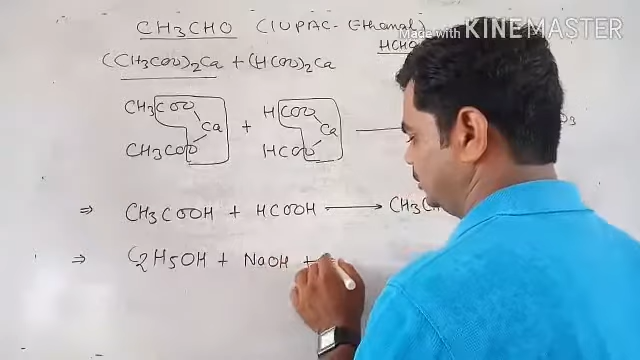 CH3CHO (IUPAC- Ethanal)
Made with KINEMASTER
HCHO
(CH3COO)2Ca + (HCOO)2Ca
CH3COO HCOO
Ca + Ca
CH3COO HCOO
⇒ CH3COOH + HCOOH → CH3C
⇒ C2H5OH + NaOH +